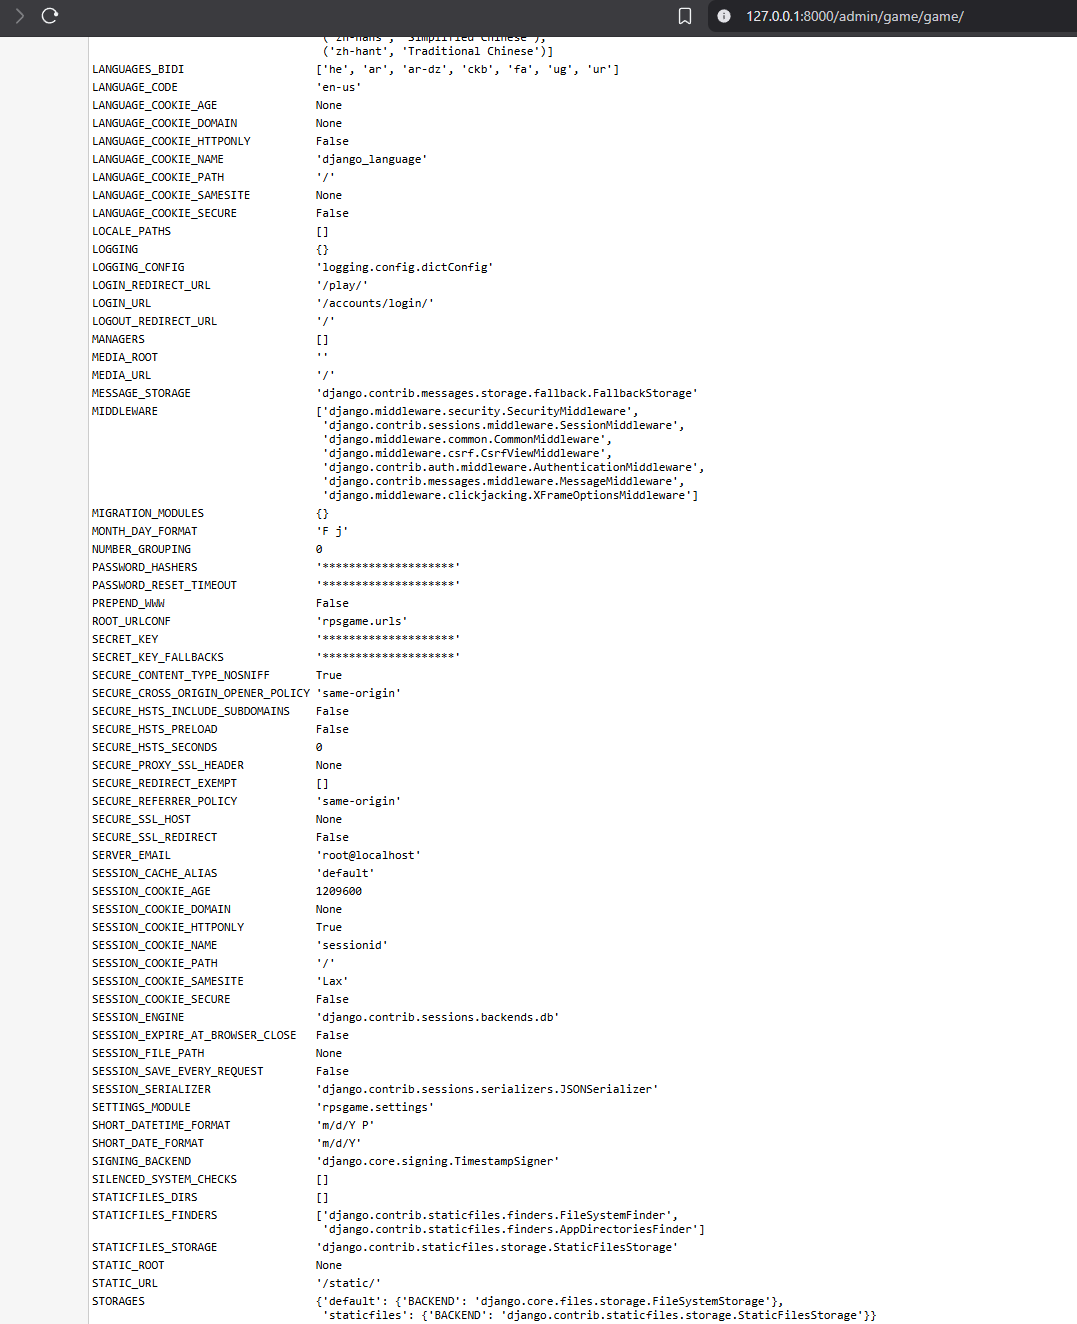 127.0.0.1:8000/admin/game/game/
('zh-hans', 'Simplified Chinese'),
('zh-hant', 'Traditional Chinese')]
LANGUAGES_BIDI ['he', 'ar', 'ar-dz', 'ckb', 'fa', 'ug', 'ur']
LANGUAGE_CODE 'en-us'
LANGUAGE_COOKIE_AGE None
LANGUAGE_COOKIE_DOMAIN None
LANGUAGE_COOKIE_HTTPONLY False
LANGUAGE_COOKIE_NAME 'django_language'
LANGUAGE_COOKIE_PATH '/'
LANGUAGE_COOKIE_SAMESITE None
LANGUAGE_COOKIE_SECURE False
LOCALE_PATHS []
LOGGING {}
LOGGING_CONFIG 'logging.config.dictConfig'
LOGIN_REDIRECT_URL '/play/'
LOGIN_URL '/accounts/login/'
LOGOUT_REDIRECT_URL '/'
MANAGERS []
MEDIA_ROOT ''
MEDIA_URL '/'
MESSAGE_STORAGE 'django.contrib.messages.storage.fallback.FallbackStorage'
MIDDLEWARE ['django.middleware.security.SecurityMiddleware',
'django.contrib.sessions.middleware.SessionMiddleware',
'django.middleware.common.CommonMiddleware',
'django.middleware.csrf.CsrfViewMiddleware',
'django.contrib.auth.middleware.AuthenticationMiddleware',
'django.contrib.messages.middleware.MessageMiddleware',
'django.middleware.clickjacking.XFrameOptionsMiddleware']
MIGRATION_MODULES {}
MONTH_DAY_FORMAT 'F j'
NUMBER_GROUPING 0
PASSWORD_HASHERS '********************'
PASSWORD_RESET_TIMEOUT '********************'
PREPEND_WWW False
ROOT_URLCONF 'rpsgame.urls'
SECRET_KEY '********************'
SECRET_KEY_FALLBACKS '********************'
SECURE_CONTENT_TYPE_NOSNIFF True
SECURE_CROSS_ORIGIN_OPENER_POLICY 'same-origin'
SECURE_HSTS_INCLUDE_SUBDOMAINS False
SECURE_HSTS_PRELOAD False
SECURE_HSTS_SECONDS 0
SECURE_PROXY_SSL_HEADER None
SECURE_REDIRECT_EXEMPT []
SECURE_REFERRER_POLICY 'same-origin'
SECURE_SSL_HOST None
SECURE_SSL_REDIRECT False
SERVER_EMAIL 'root@localhost'
SESSION_CACHE_ALIAS 'default'
SESSION_COOKIE_AGE 1209600
SESSION_COOKIE_DOMAIN None
SESSION_COOKIE_HTTPONLY True
SESSION_COOKIE_NAME 'sessionid'
SESSION_COOKIE_PATH '/'
SESSION_COOKIE_SAMESITE 'Lax'
SESSION_COOKIE_SECURE False
SESSION_ENGINE 'django.contrib.sessions.backends.db'
SESSION_EXPIRE_AT_BROWSER_CLOSE False
SESSION_FILE_PATH None
SESSION_SAVE_EVERY_REQUEST False
SESSION_SERIALIZER 'django.contrib.sessions.serializers.JSONSerializer'
SETTINGS_MODULE 'rpsgame.settings'
SHORT_DATETIME_FORMAT 'm/d/Y P'
SHORT_DATE_FORMAT 'm/d/Y'
SIGNING_BACKEND 'django.core.signing.TimestampSigner'
SILENCED_SYSTEM_CHECKS []
STATICFILES_DIRS []
STATICFILES_FINDERS ['django.contrib.staticfiles.finders.FileSystemFinder',
'django.contrib.staticfiles.finders.AppDirectoriesFinder']
STATICFILES_STORAGE 'django.contrib.staticfiles.storage.StaticFilesStorage'
STATIC_ROOT None
STATIC_URL '/static/'
STORAGES {'default': {'BACKEND': 'django.core.files.storage.FileSystemStorage'},
'staticfiles': {'BACKEND': 'django.contrib.staticfiles.storage.StaticFilesStorage'}}